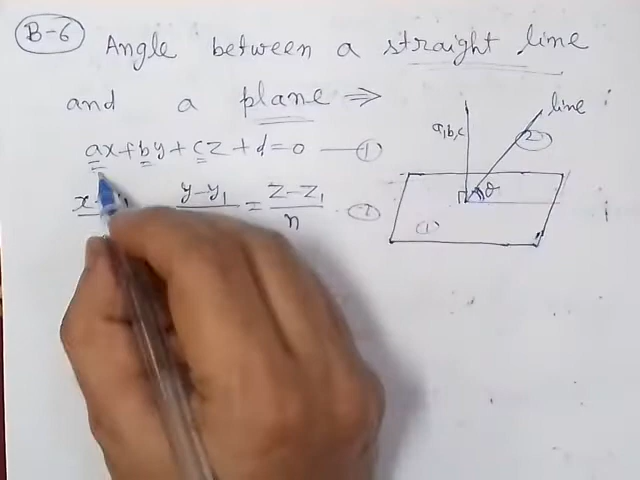 B-6 Angle between a straight line
and a plane ⇒
ax+by+cz+d=0 — ①
y-y₁ = z-z₁ — ②
n
a,b,c
line
②
θ
①